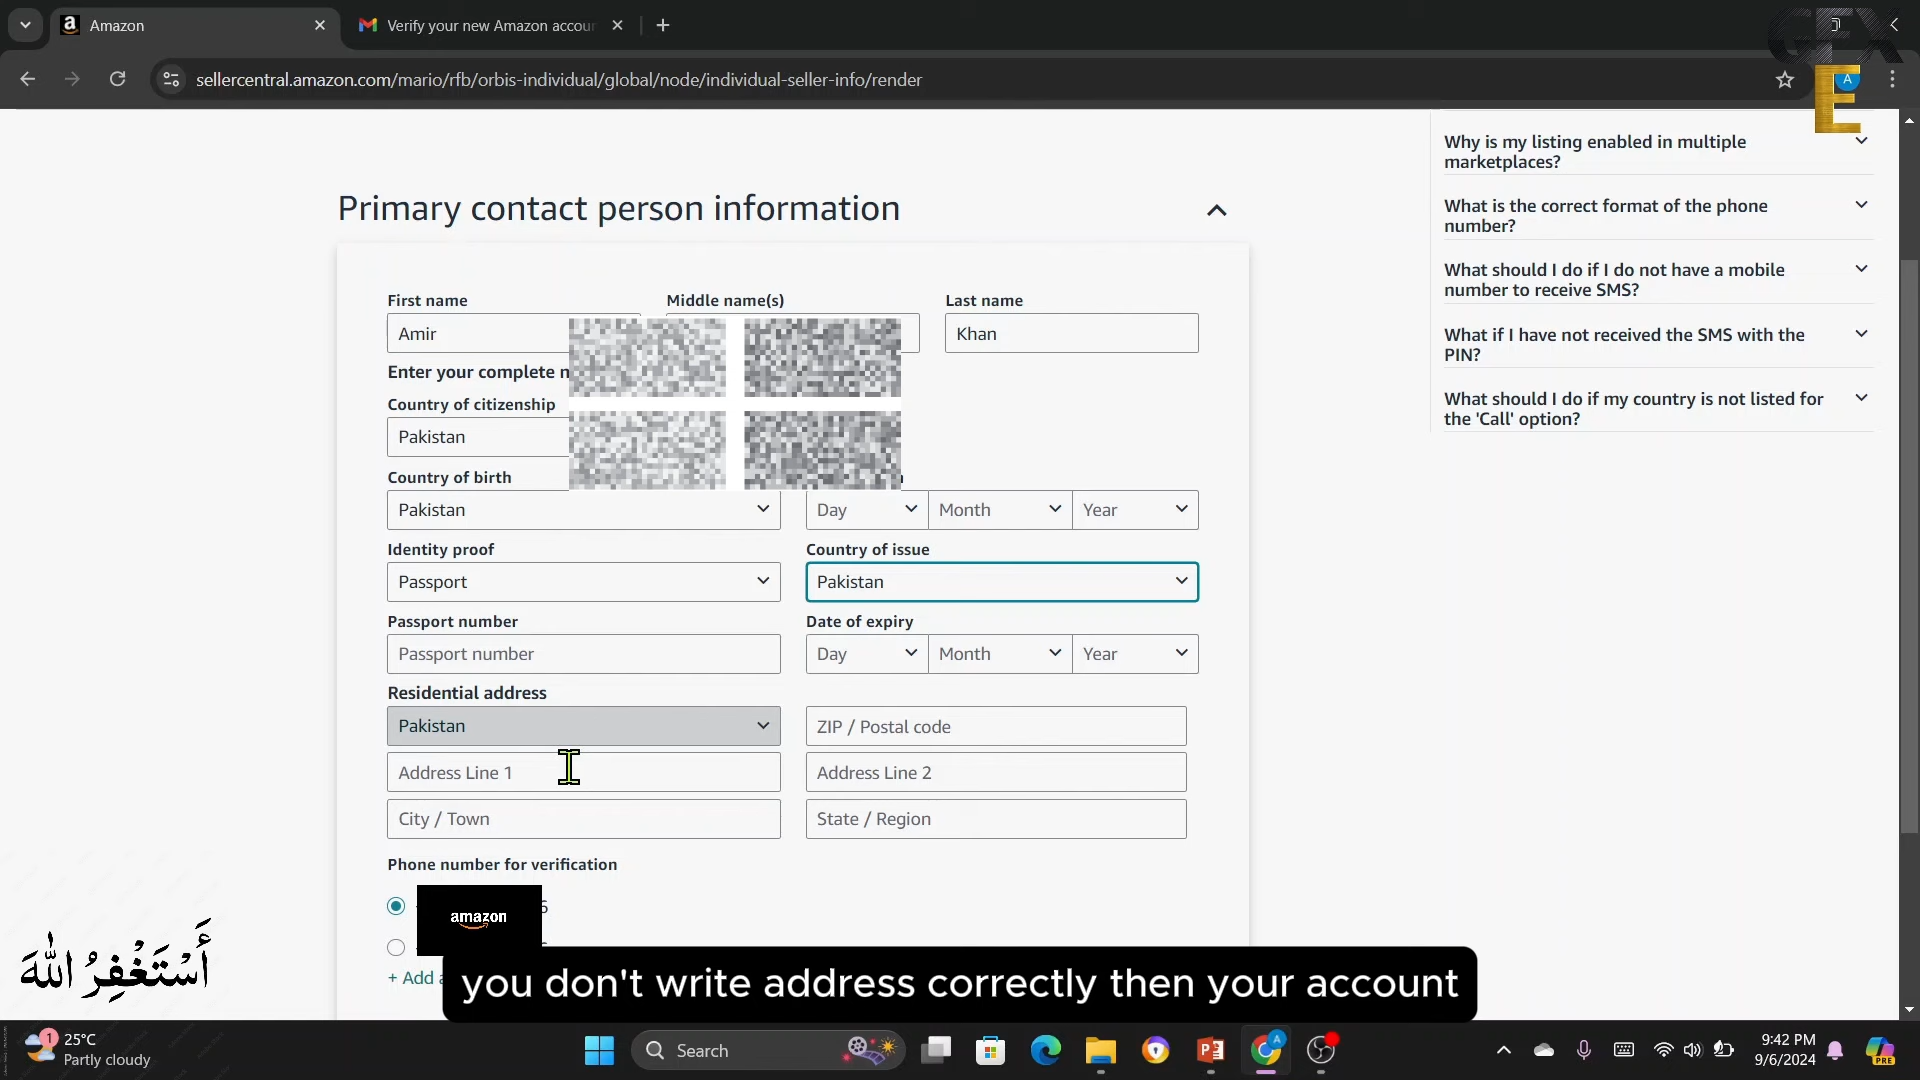 Amazon
Verify your new Amazon accoun
sellercentral.amazon.com/mario/rfb/orbis-individual/global/node/individual-seller-info/render
GFX
A
E
Primary contact person information
First name
Middle name(s)
Last name
Amir
Khan
Enter your complete n
Country of citizenship
Pakistan
Country of birth
Pakistan
Day
Month
Year
Identity proof
Country of issue
Passport
Pakistan
Passport number
Date of expiry
Passport number
Day
Month
Year
Residential address
Pakistan
ZIP / Postal code
Address Line 1
Address Line 2
City / Town
State / Region
Phone number for verification
amazon
6
+ Add a
Why is my listing enabled in multiple
marketplaces?
What is the correct format of the phone
number?
What should I do if I do not have a mobile
number to receive SMS?
What if I have not received the SMS with the
PIN?
What should I do if my country is not listed for
the 'Call' option?
أَسْتَغْفِرُ اللهَ
you don't write address correctly then your account
1
25°C
Partly cloudy
Search
A
9:42 PM
9/6/2024
PRE